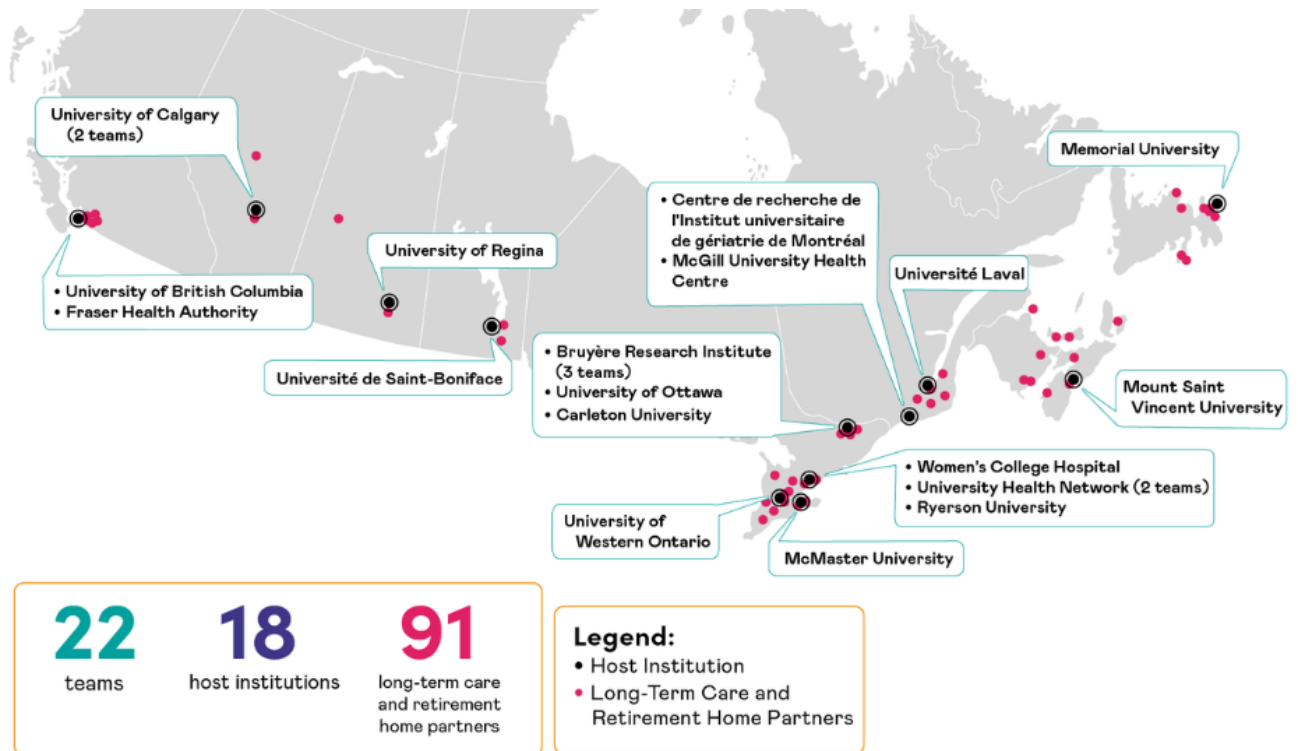 University of Calgary
(2 teams)
Memorial University
• Centre de recherche de
l'Institut universitaire
de gériatrie de Montréal
• McGill University Health
Centre
University of Regina
Université Laval
• University of British Columbia
• Fraser Health Authority
Université de Saint-Boniface
• Bruyère Research Institute
(3 teams)
• University of Ottawa
• Carleton University
Mount Saint
Vincent University
• Women's College Hospital
• University Health Network (2 teams)
• Ryerson University
University of
Western Ontario
McMaster University
22
teams
18
host institutions
91
long-term care
and retirement
home partners
Legend:
• Host Institution
• Long-Term Care and
Retirement Home Partners